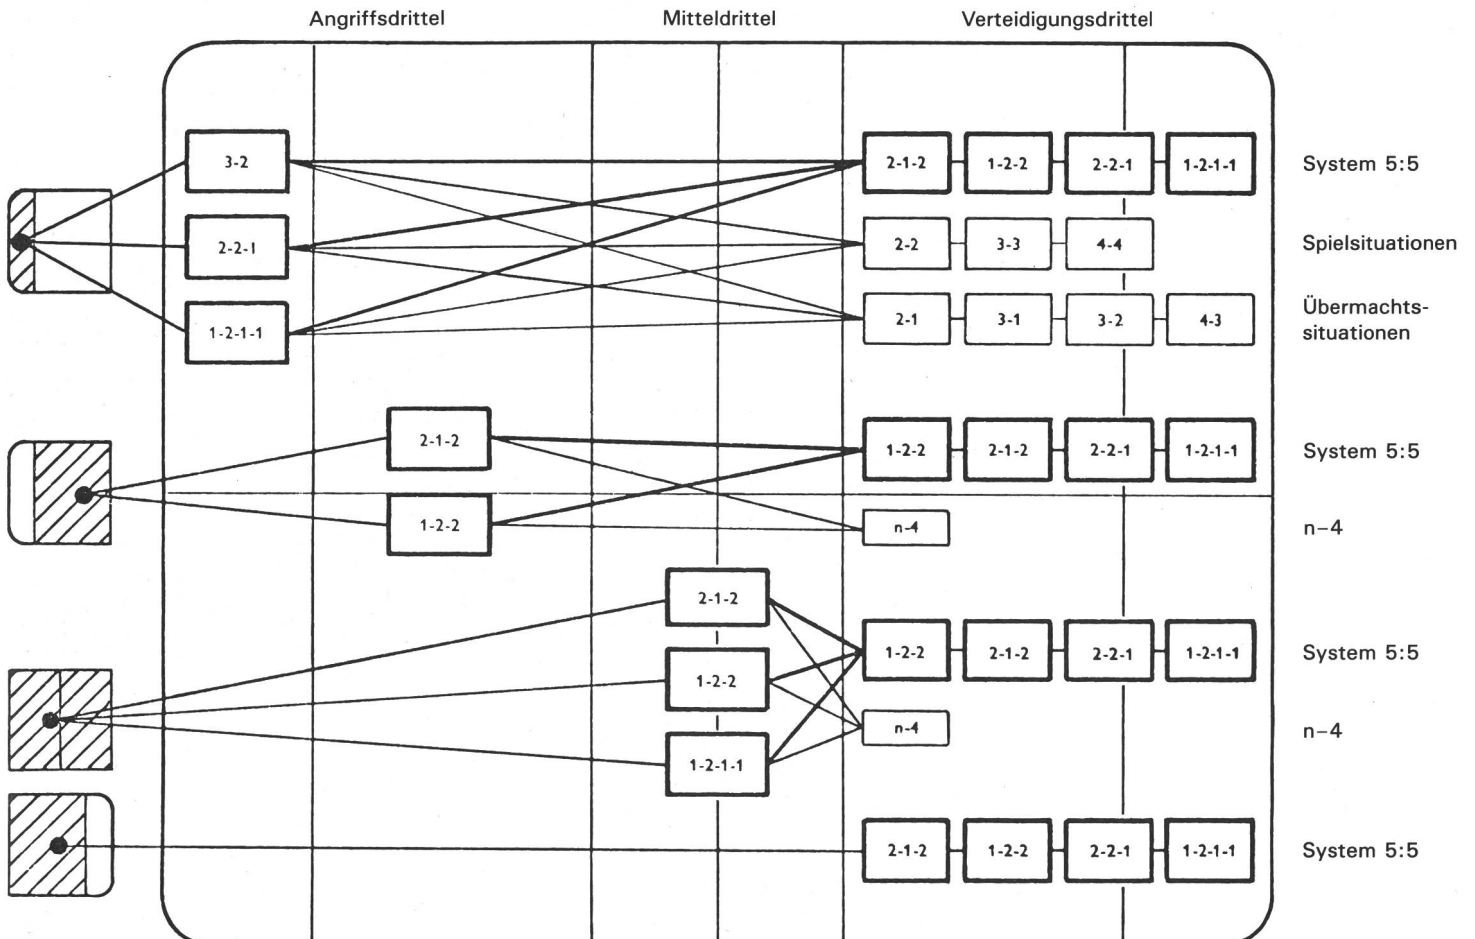 Angriffsdrittel Mitteldrittel Verteidigungsdrittel
3-2 2-1-2 1-2-2 2-2-1 1-2-1-1 System 5:5
2-2-1 2-2 3-3 4-4 Spielsituationen
1-2-1-1 2-1 3-1 3-2 4-3 Übermachts-
situationen
2-1-2 1-2-2 2-1-2 2-2-1 1-2-1-1 System 5:5
1-2-2 n-4 n–4
2-1-2
1-2-2 1-2-2 2-1-2 2-2-1 1-2-1-1 System 5:5
n-4 n–4
1-2-1-1
2-1-2 1-2-2 2-2-1 1-2-1-1 System 5:5